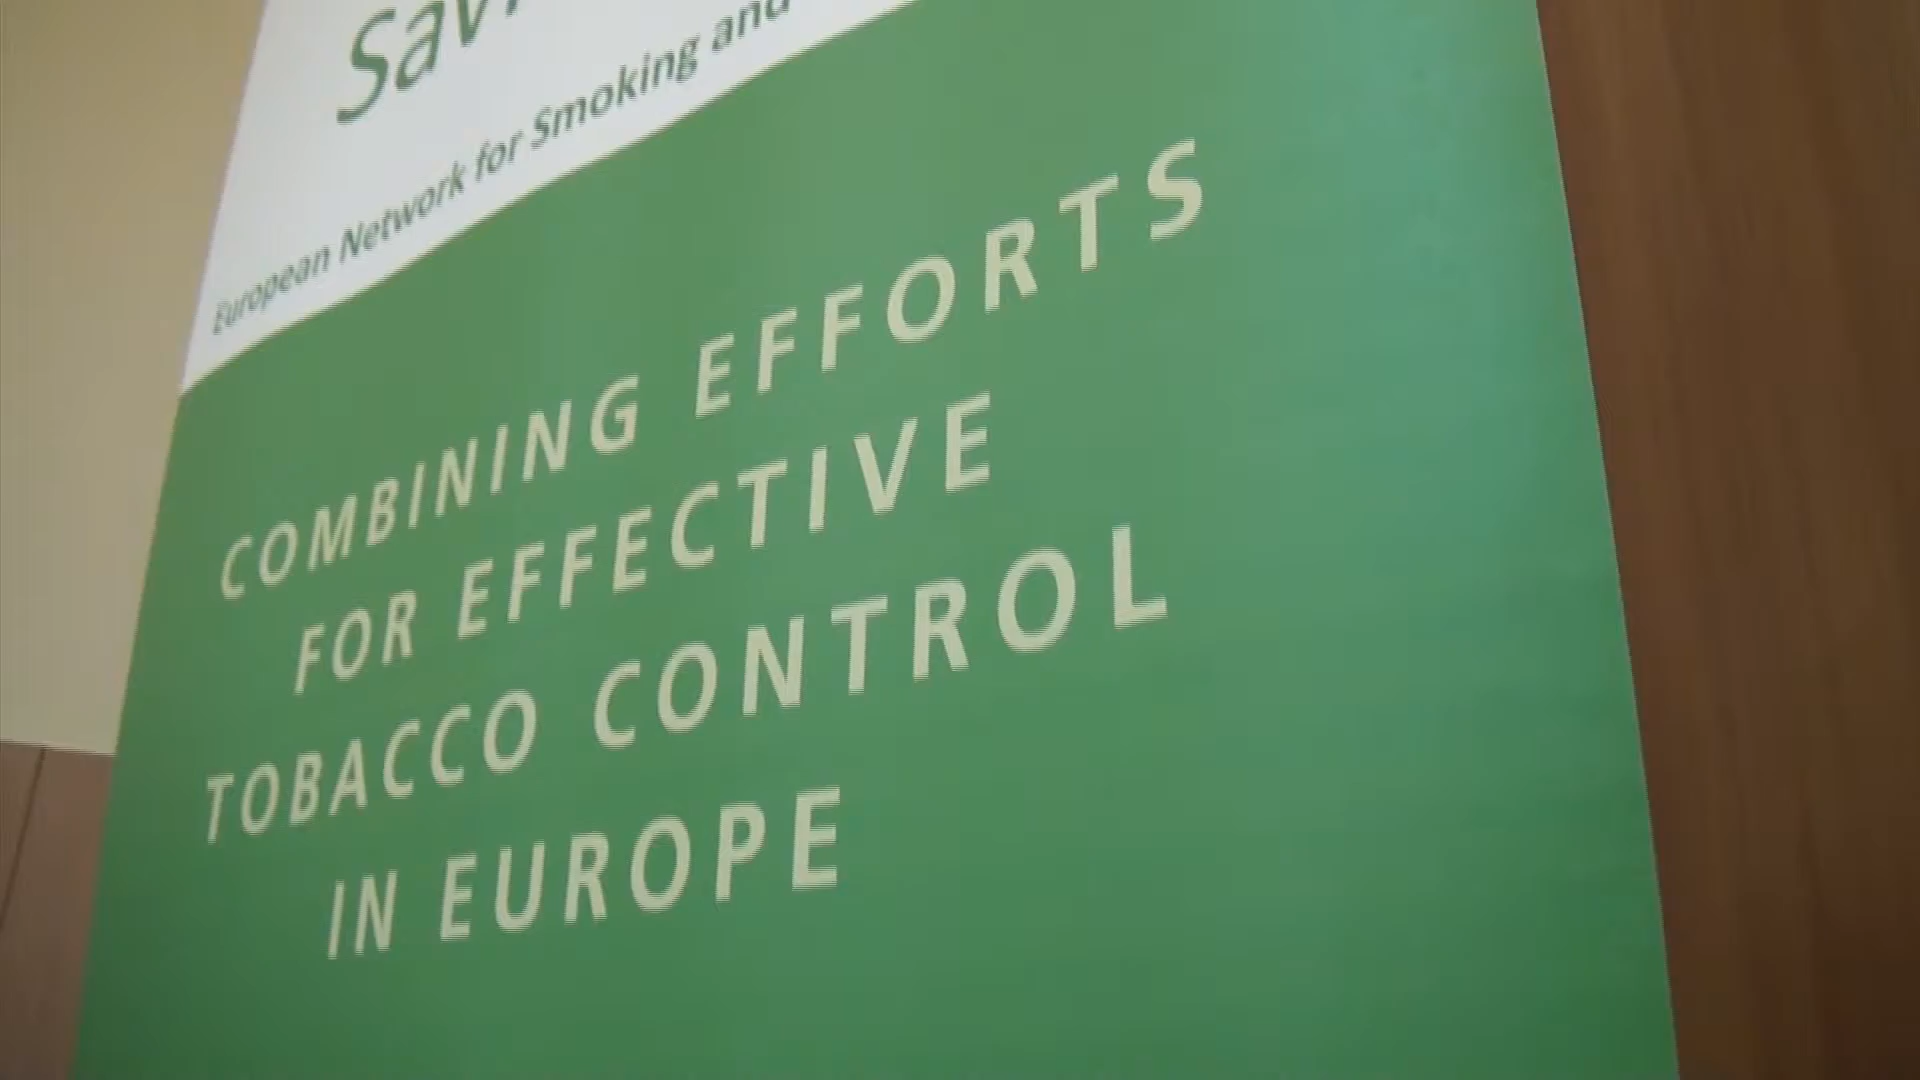 European Network for Smoking and
COMBINING EFFORTS
FOR EFFECTIVE
TOBACCO CONTROL
IN EUROPE